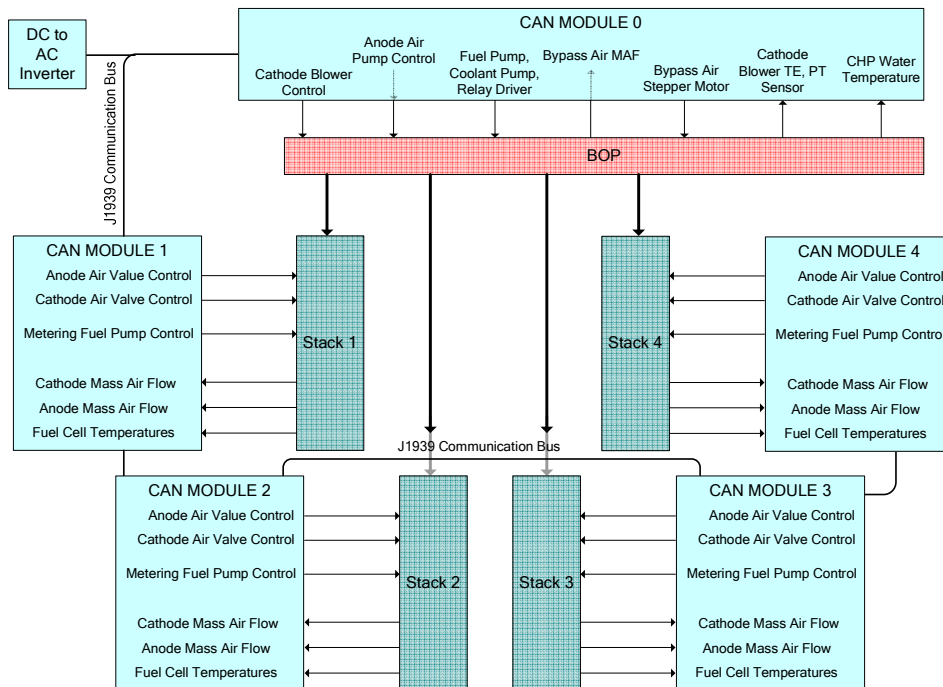 DC to
AC
Inverter
CAN MODULE 0
Cathode Blower
Control
Anode Air
Pump Control
Fuel Pump,
Coolant Pump,
Relay Driver
Bypass Air MAF
Bypass Air
Stepper Motor
Cathode
Blower TE, PT
Sensor
CHP Water
Temperature
BOP
J1939 Communication Bus
CAN MODULE 1
Anode Air Value Control
Cathode Air Valve Control
Metering Fuel Pump Control
Cathode Mass Air Flow
Anode Mass Air Flow
Fuel Cell Temperatures
Stack 1
Stack 4
CAN MODULE 4
Anode Air Value Control
Cathode Air Valve Control
Metering Fuel Pump Control
Cathode Mass Air Flow
Anode Mass Air Flow
Fuel Cell Temperatures
J1939 Communication Bus
CAN MODULE 2
Anode Air Value Control
Cathode Air Valve Control
Metering Fuel Pump Control
Cathode Mass Air Flow
Anode Mass Air Flow
Fuel Cell Temperatures
Stack 2
Stack 3
CAN MODULE 3
Anode Air Value Control
Cathode Air Valve Control
Metering Fuel Pump Control
Cathode Mass Air Flow
Anode Mass Air Flow
Fuel Cell Temperatures